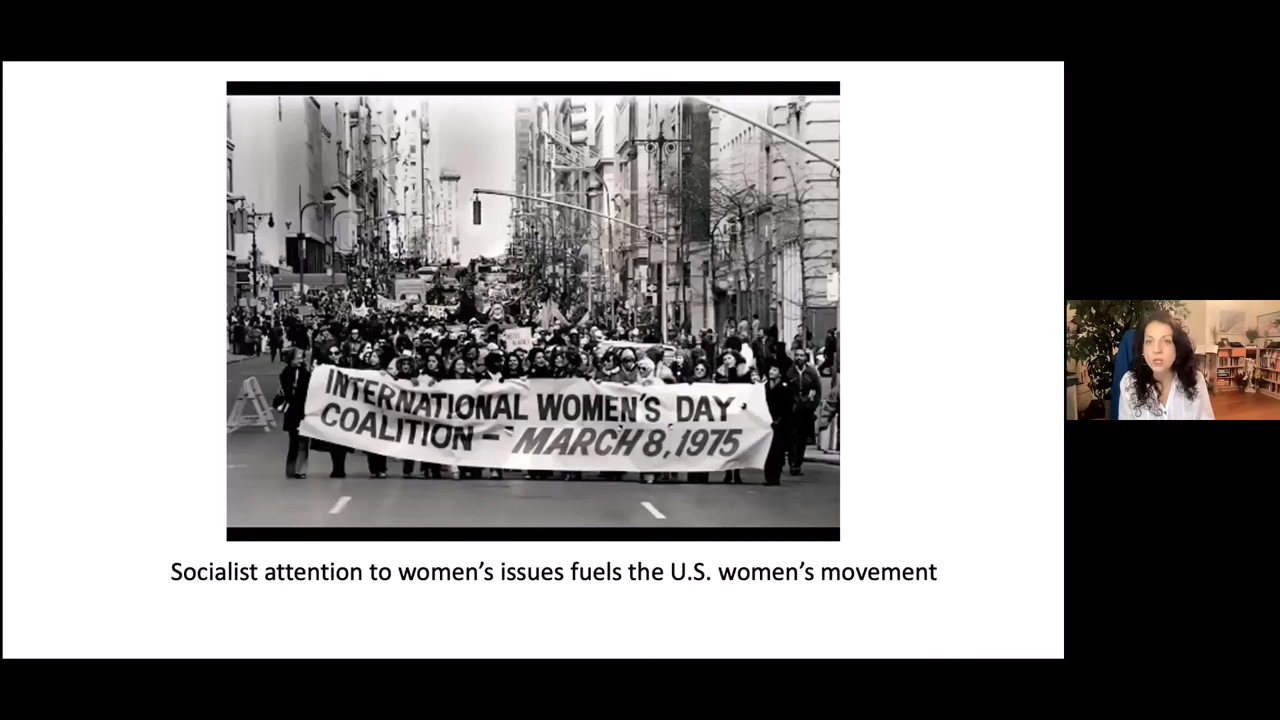 INTERNATIONAL WOMEN'S DAY
COALITION - MARCH 8, 1975
Socialist attention to women's issues fuels the U.S. women's movement